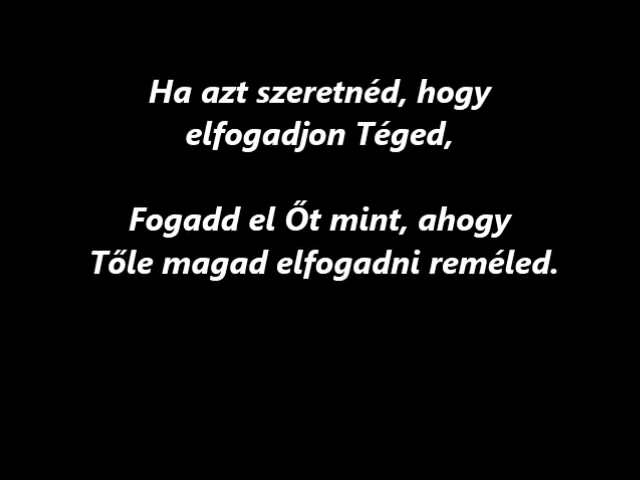 Ha azt szeretnéd, hogy
elfogadjon Téged,
Fogadd el Őt mint, ahogy
Tőle magad elfogadni reméled.